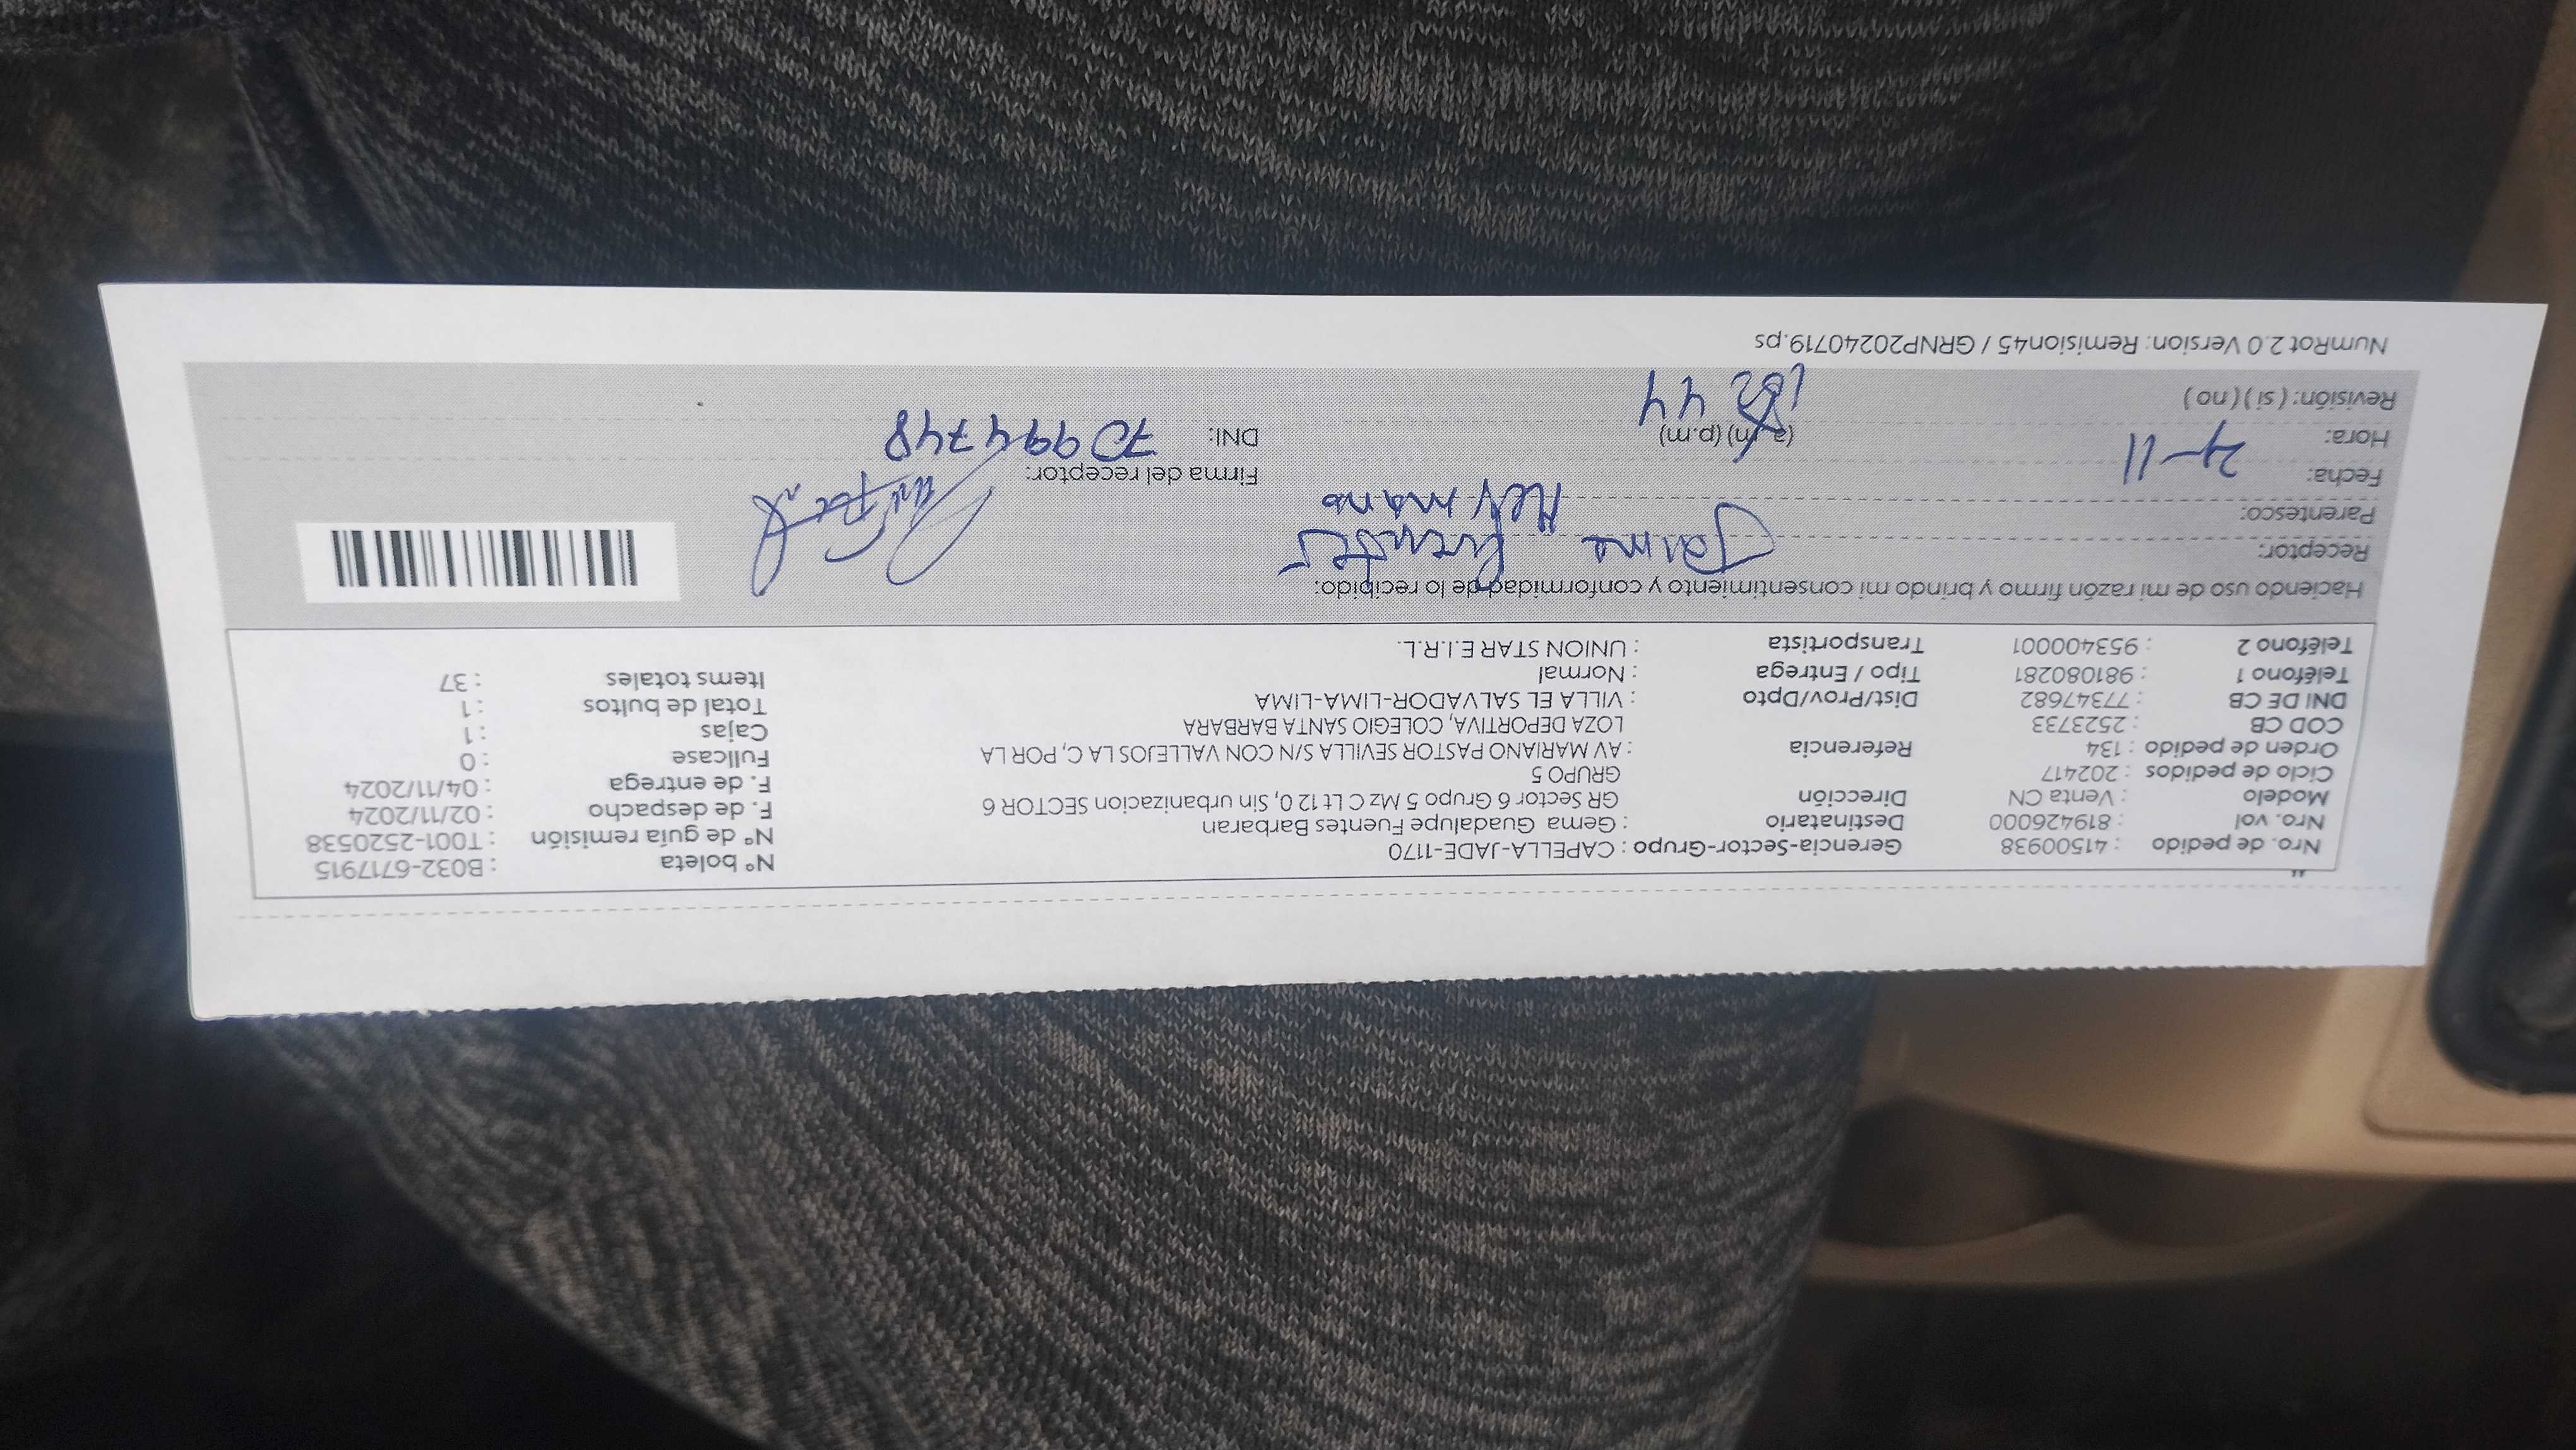 Nro. de pedido : 41500938 Gerencia-Sector-Grupo : CAPELLA-JADE-1170 N° boleta : B032-6717915
Nro. vol : 819426000 Destinatario : Gema Guadalupe Fuentes Barbaran N° de guía remisión : T001-2520538
Modelo : Venta CN Dirección GR Sector 6 Grupo 5 Mz C Lt 12 0, Sin urbanizacion SECTOR 6 F. de despacho : 02/11/2024
Ciclo de pedidos : 202417 GRUPO 5 F. de entrega : 04/11/2024
Orden de pedido : 134 Referencia : AV MARIANO PASTOR SEVILLA S/N CON VALLEJOS LA C, POR LA Fullcase : 0
COD CB : 2523733 LOZA DEPORTIVA, COLEGIO SANTA BARBARA Cajas : 1
DNI DE CB : 77347682 Dist/Prov/Dpto : VILLA EL SALVADOR-LIMA-LIMA Total de bultos : 1
Teléfono 1 : 981080281 Tipo / Entrega : Normal Items totales : 37
Teléfono 2 : 953400001 Transportista : UNION STAR E.I.R.L.
Haciendo uso de mi razón firmo y brindo mi consentimiento y conformidad de lo recibido:
Receptor: Jaime Fuentes
Parentesco: Hermano
Fecha: 4-11 Firma del receptor:
Hora: (a.m) (p.m) 44 DNI: 70994748
Revisión: ( si ) ( no )
NumRot 2.0 Version: Remision45 / GRNP20240719.ps